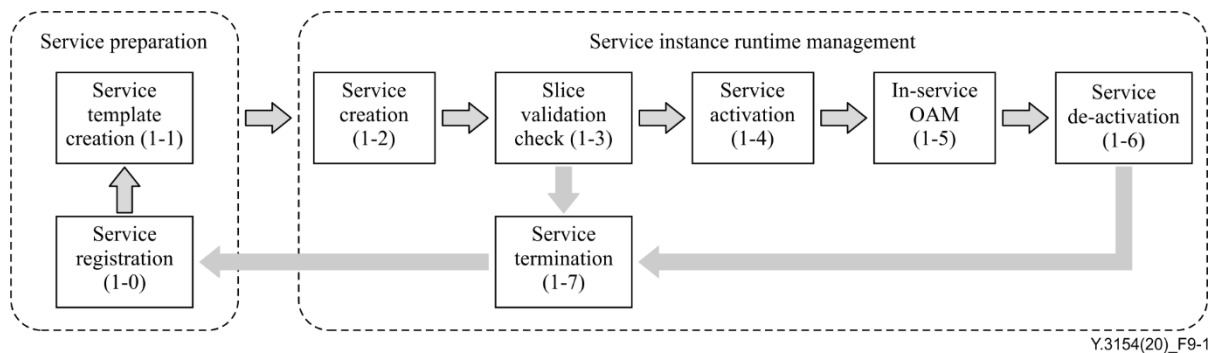 Service preparation
Service instance runtime management
Service
template
creation (1-1)
Service
creation
(1-2)
Slice
validation
check (1-3)
Service
activation
(1-4)
In-service
OAM
(1-5)
Service
de-activation
(1-6)
Service
registration
(1-0)
Service
termination
(1-7)
Y.3154(20)_F9-1